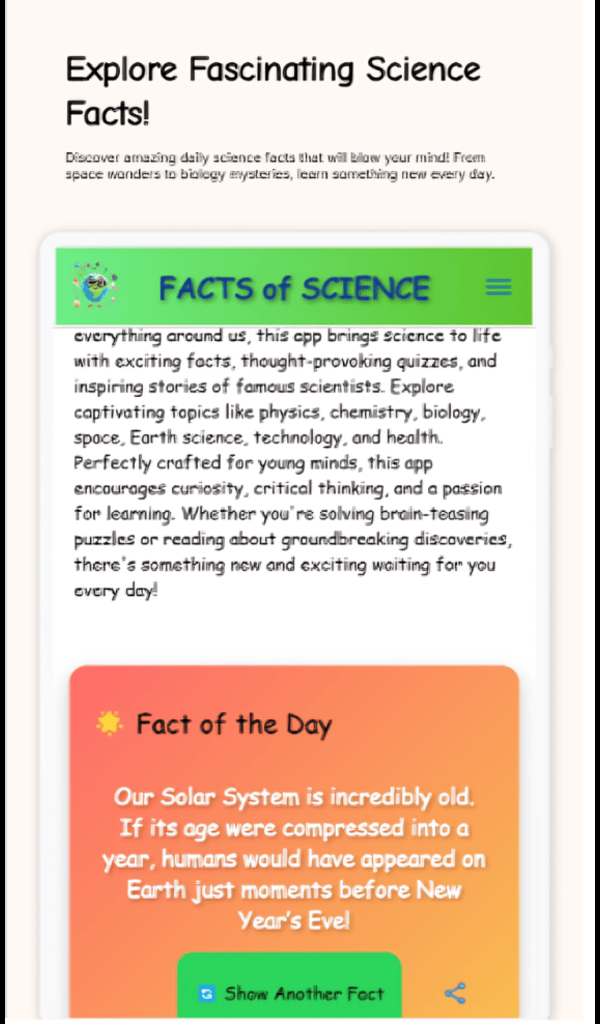 Explore Fascinating Science
Facts!
Discover amazing daily science facts that will blow your mind! From
space wonders to biology mysteries, learn something new every day.
FACTS of SCIENCE
everything around us, this app brings science to life
with exciting facts, thought-provoking quizzes, and
inspiring stories of famous scientists. Explore
captivating topics like physics, chemistry, biology,
space, Earth science, technology, and health.
Perfectly crafted for young minds, this app
encourages curiosity, critical thinking, and a passion
for learning. Whether you're solving brain-teasing
puzzles or reading about groundbreaking discoveries,
there's something new and exciting waiting for you
every day!
Fact of the Day
Our Solar System is incredibly old.
If its age were compressed into a
year, humans would have appeared on
Earth just moments before New
Year's Eve!
Show Another Fact